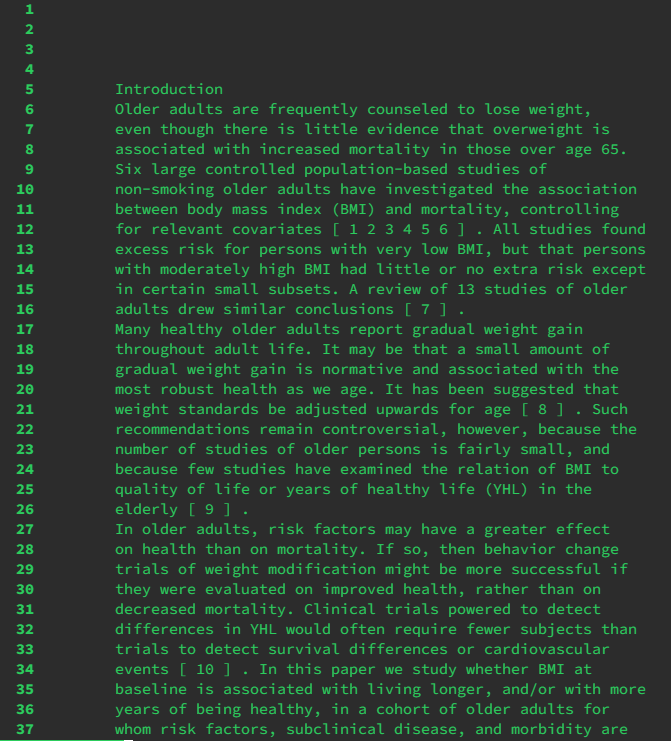 1
2
3
4
5 Introduction
6 Older adults are frequently counseled to lose weight,
7 even though there is little evidence that overweight is
8 associated with increased mortality in those over age 65.
9 Six large controlled population-based studies of
10 non-smoking older adults have investigated the association
11 between body mass index (BMI) and mortality, controlling
12 for relevant covariates [ 1 2 3 4 5 6 ] . All studies found
13 excess risk for persons with very low BMI, but that persons
14 with moderately high BMI had little or no extra risk except
15 in certain small subsets. A review of 13 studies of older
16 adults drew similar conclusions [ 7 ] .
17 Many healthy older adults report gradual weight gain
18 throughout adult life. It may be that a small amount of
19 gradual weight gain is normative and associated with the
20 most robust health as we age. It has been suggested that
21 weight standards be adjusted upwards for age [ 8 ] . Such
22 recommendations remain controversial, however, because the
23 number of studies of older persons is fairly small, and
24 because few studies have examined the relation of BMI to
25 quality of life or years of healthy life (YHL) in the
26 elderly [ 9 ] .
27 In older adults, risk factors may have a greater effect
28 on health than on mortality. If so, then behavior change
29 trials of weight modification might be more successful if
30 they were evaluated on improved health, rather than on
31 decreased mortality. Clinical trials powered to detect
32 differences in YHL would often require fewer subjects than
33 trials to detect survival differences or cardiovascular
34 events [ 10 ] . In this paper we study whether BMI at
35 baseline is associated with living longer, and/or with more
36 years of being healthy, in a cohort of older adults for
37 whom risk factors, subclinical disease, and morbidity are